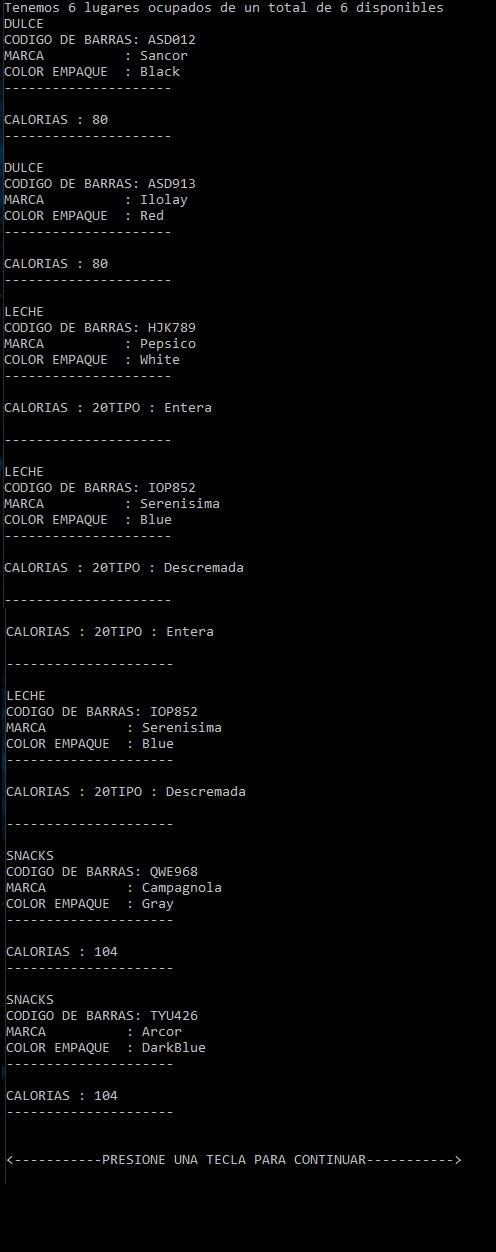 Tenemos 6 lugares ocupados de un total de 6 disponibles
DULCE
CODIGO DE BARRAS: ASD012
MARCA          : Sancor
COLOR EMPAQUE  : Black
---------------------
CALORIAS : 80
---------------------
DULCE
CODIGO DE BARRAS: ASD913
MARCA          : Ilolay
COLOR EMPAQUE  : Red
---------------------
CALORIAS : 80
---------------------
LECHE
CODIGO DE BARRAS: HJK789
MARCA          : Pepsico
COLOR EMPAQUE  : White
---------------------
CALORIAS : 20TIPO : Entera
---------------------
LECHE
CODIGO DE BARRAS: IOP852
MARCA          : Serenisima
COLOR EMPAQUE  : Blue
---------------------
CALORIAS : 20TIPO : Descremada
---------------------
CALORIAS : 20TIPO : Entera
---------------------
LECHE
CODIGO DE BARRAS: IOP852
MARCA          : Serenisima
COLOR EMPAQUE  : Blue
---------------------
CALORIAS : 20TIPO : Descremada
---------------------
SNACKS
CODIGO DE BARRAS: QWE968
MARCA          : Campagnola
COLOR EMPAQUE  : Gray
---------------------
CALORIAS : 104
---------------------
SNACKS
CODIGO DE BARRAS: TYU426
MARCA          : Arcor
COLOR EMPAQUE  : DarkBlue
---------------------
CALORIAS : 104
---------------------
<-----------PRESIONE UNA TECLA PARA CONTINUAR----------->